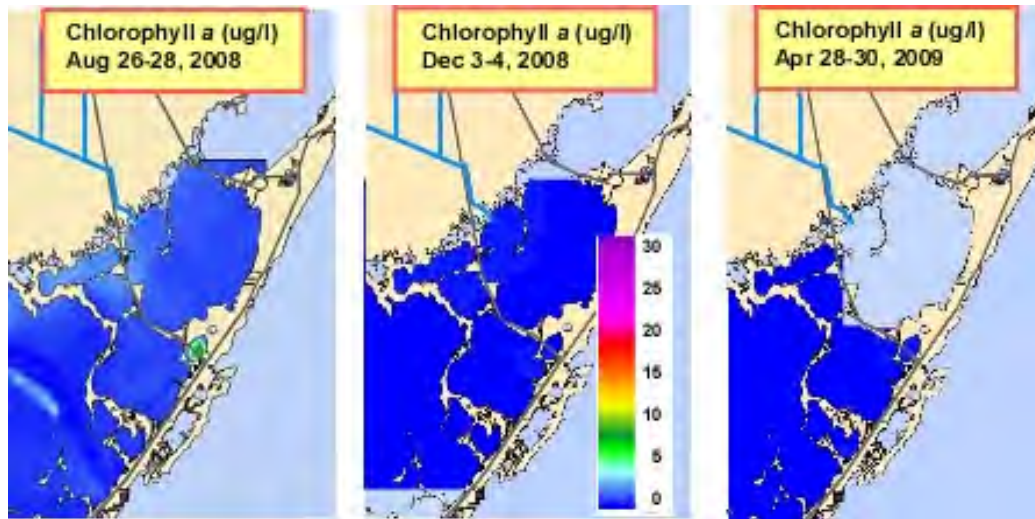 Chlorophyll a (ug/l)
Aug 26-28, 2008
Chlorophyll a (ug/l)
Dec 3-4, 2008
Chlorophyll a (ug/l)
Apr 28-30, 2009
30
25
20
15
10
5
0